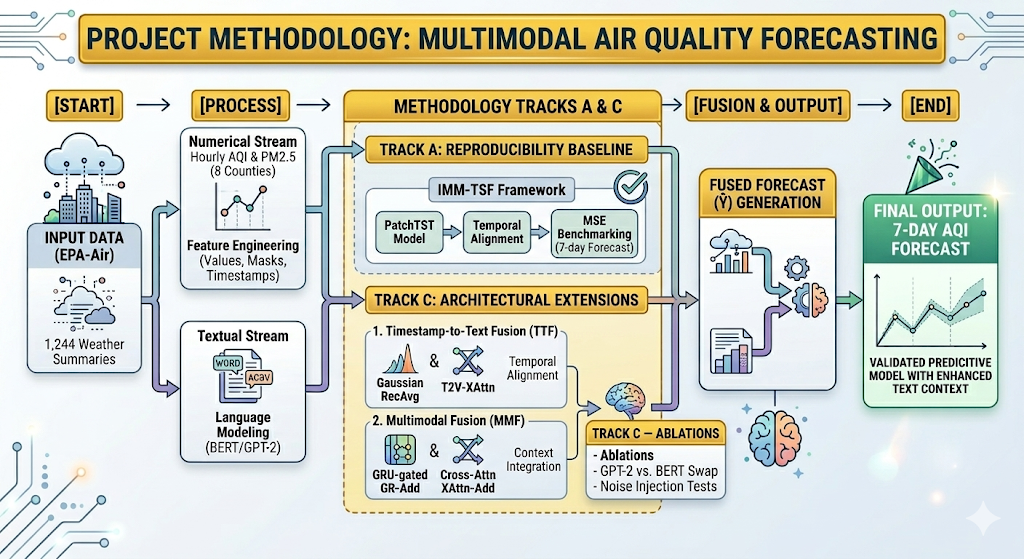 PROJECT METHODOLOGY: MULTIMODAL AIR QUALITY FORECASTING
[START]
[PROCESS]
METHODOLOGY TRACKS A & C
[FUSION & OUTPUT]
[END]
INPUT DATA
(EPA-Air)
1,244 Weather
Summaries
Numerical Stream
Hourly AQI & PM2.5
(8 Counties)
Feature Engineering
(Values, Masks,
Timestamps)
Textual Stream
WORD
ACAV
Language
Modeling
(BERT/GPT-2)
TRACK A: REPRODUCIBILITY BASELINE
IMM-TSF Framework
PatchTST
Model
Temporal
Alignment
MSE
Benchmarking
(7-day Forecast)
TRACK C: ARCHITECTURAL EXTENSIONS
1. Timestamp-to-Text Fusion (TTF)
Gaussian
RecAvg
&
T2V-XAttn
Temporal
Alignment
2. Multimodal Fusion (MMF)
GRU-gated
GR-Add
&
Cross-Attn
XAttn-Add
Context
Integration
TRACK C — ABLATIONS
- Ablations
- GPT-2 vs. BERT Swap
- Noise Injection Tests
FUSED FORECAST
(Ŷ) GENERATION
FINAL OUTPUT:
7-DAY AQI
FORECAST
VALIDATED PREDICITIVE
MODEL WITH ENHANCED
TEXT CONTEXT